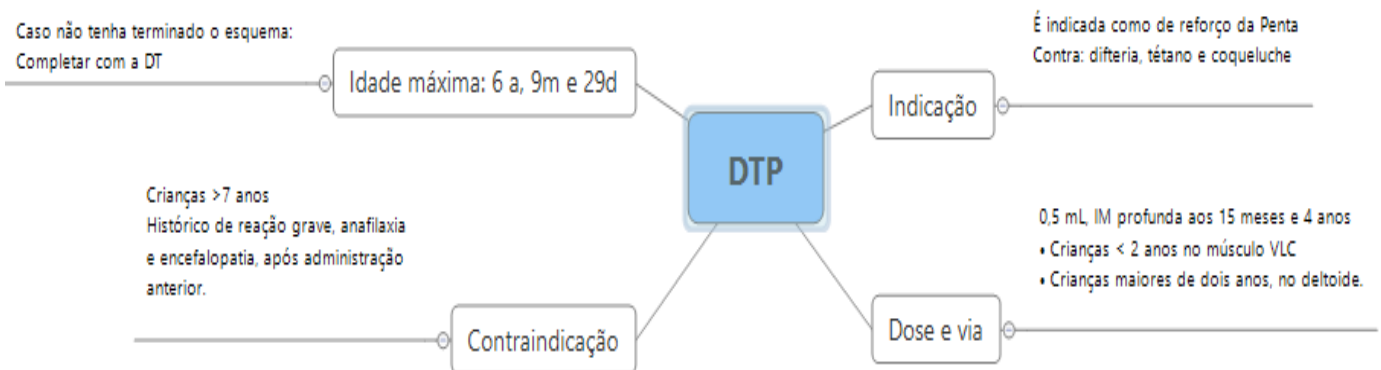 Caso não tenha terminado o esquema:
Completar com a DT
Idade máxima: 6 a, 9m e 29d
Crianças >7 anos
Histórico de reação grave, anafilaxia
e encefalopatia, após administração
anterior.
Contraindicação
DTP
É indicada como de reforço da Penta
Contra: difteria, tétano e coqueluche
Indicação
0,5 mL, IM profunda aos 15 meses e 4 anos
• Crianças < 2 anos no músculo VLC
• Crianças maiores de dois anos, no deltoide.
Dose e via